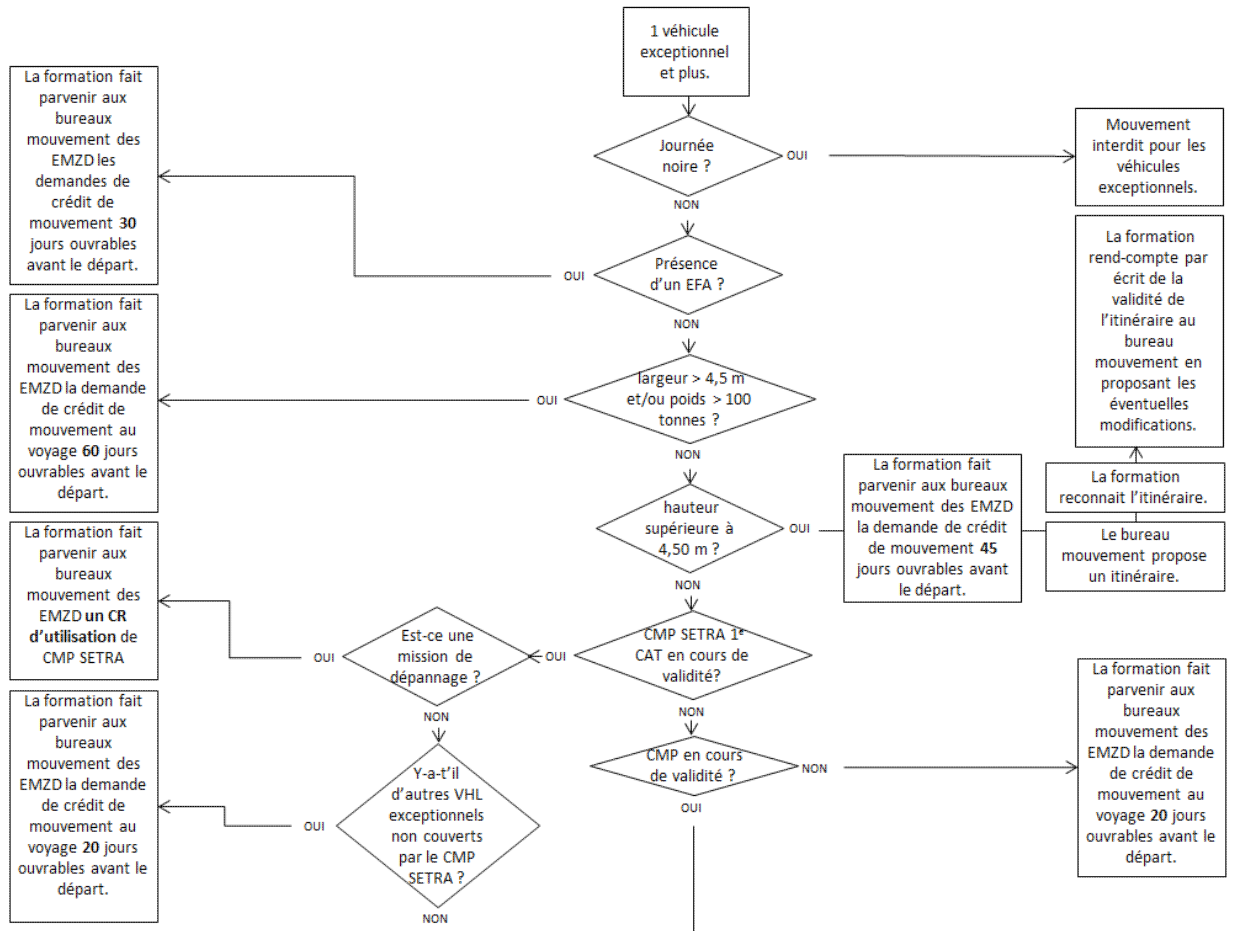 1 véhicule
exceptionnel
et plus.
Journée
noire ?
OUI
Mouvement
interdit pour les
véhicules
exceptionnels.
NON
Présence
d'un EFA ?
OUI
La formation fait
parvenir aux
bureaux
mouvement des
EMZD les
demandes de
crédit de
mouvement 30
jours ouvrables
avant le départ.
NON
largeur > 4,5 m
et/ou poids > 100
tonnes ?
OUI
La formation fait
parvenir aux
bureaux
mouvement des
EMZD la demande
de crédit de
mouvement au
voyage 60 jours
ouvrables avant le
départ.
NON
hauteur
supérieure à
4,50 m ?
OUI
La formation fait
parvenir aux bureaux
mouvement des EMZD
la demande de crédit
de mouvement 45
jours ouvrables avant
le départ.
Le bureau
mouvement propose
un itinéraire.
La formation
reconnait l'itinéraire.
La formation
rend-compte par
écrit de la
validité de
l'itinéraire au
bureau
mouvement en
proposant les
éventuelles
modifications.
NON
CMP SETRA 1e
CAT en cours de
validité?
OUI
Est-ce une
mission de
dépannage ?
OUI
La formation fait
parvenir aux
bureaux
mouvement des
EMZD un CR
d'utilisation de
CMP SETRA
NON
Y-a-t'il
d'autres VHL
exceptionnels
non couverts
par le CMP
SETRA ?
OUI
La formation fait
parvenir aux
bureaux
mouvement des
EMZD la demande
de crédit de
mouvement au
voyage 20 jours
ouvrables avant le
départ.
NON
NON
CMP en cours
de validité ?
NON
La formation fait
parvenir aux
bureaux
mouvement des
EMZD la demande
de crédit de
mouvement au
voyage 20 jours
ouvrables avant le
départ.
OUI